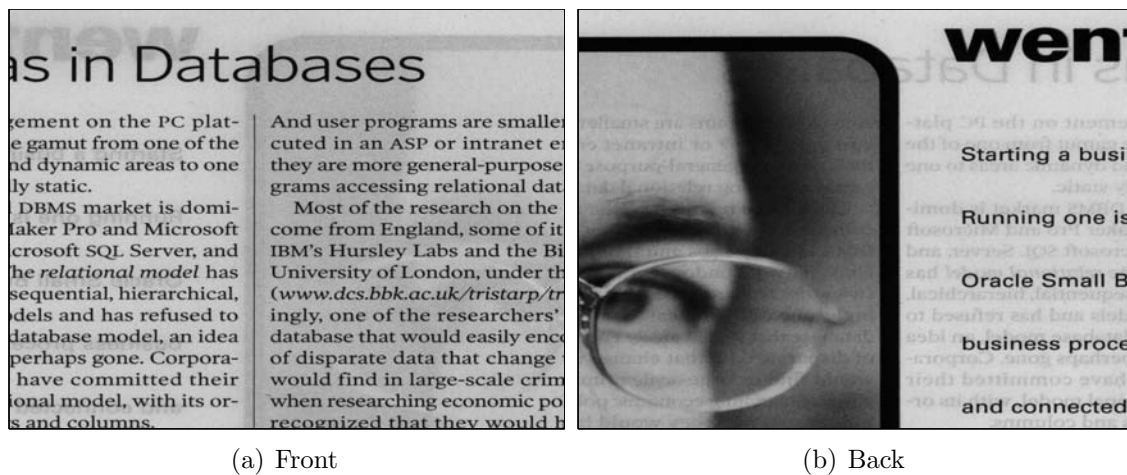 as in Databases
gement on the PC plat-
e gamut from one of the
nd dynamic areas to one
lly static.
DBMS market is domi-
Maker Pro and Microsoft
icrosoft SQL Server, and
The relational model has
sequential, hierarchical,
odels and has refused to
database model, an idea
perhaps gone. Corpora-
have committed their
ional model, with its or-
s and columns.
And user programs are smaller
cuted in an ASP or intranet en
they are more general-purpose
grams accessing relational dat
Most of the research on the
come from England, some of it
IBM's Hursley Labs and the Bi
University of London, under th
(www.dcs.bbk.ac.uk/tristarp/tr
ingly, one of the researchers'
database that would easily enc
of disparate data that change
would find in large-scale crim
when researching economic po
recognized that they would h
(a) Front
went
Starting a busi
Running one is
Oracle Small B
business proce
and connected
(b) Back